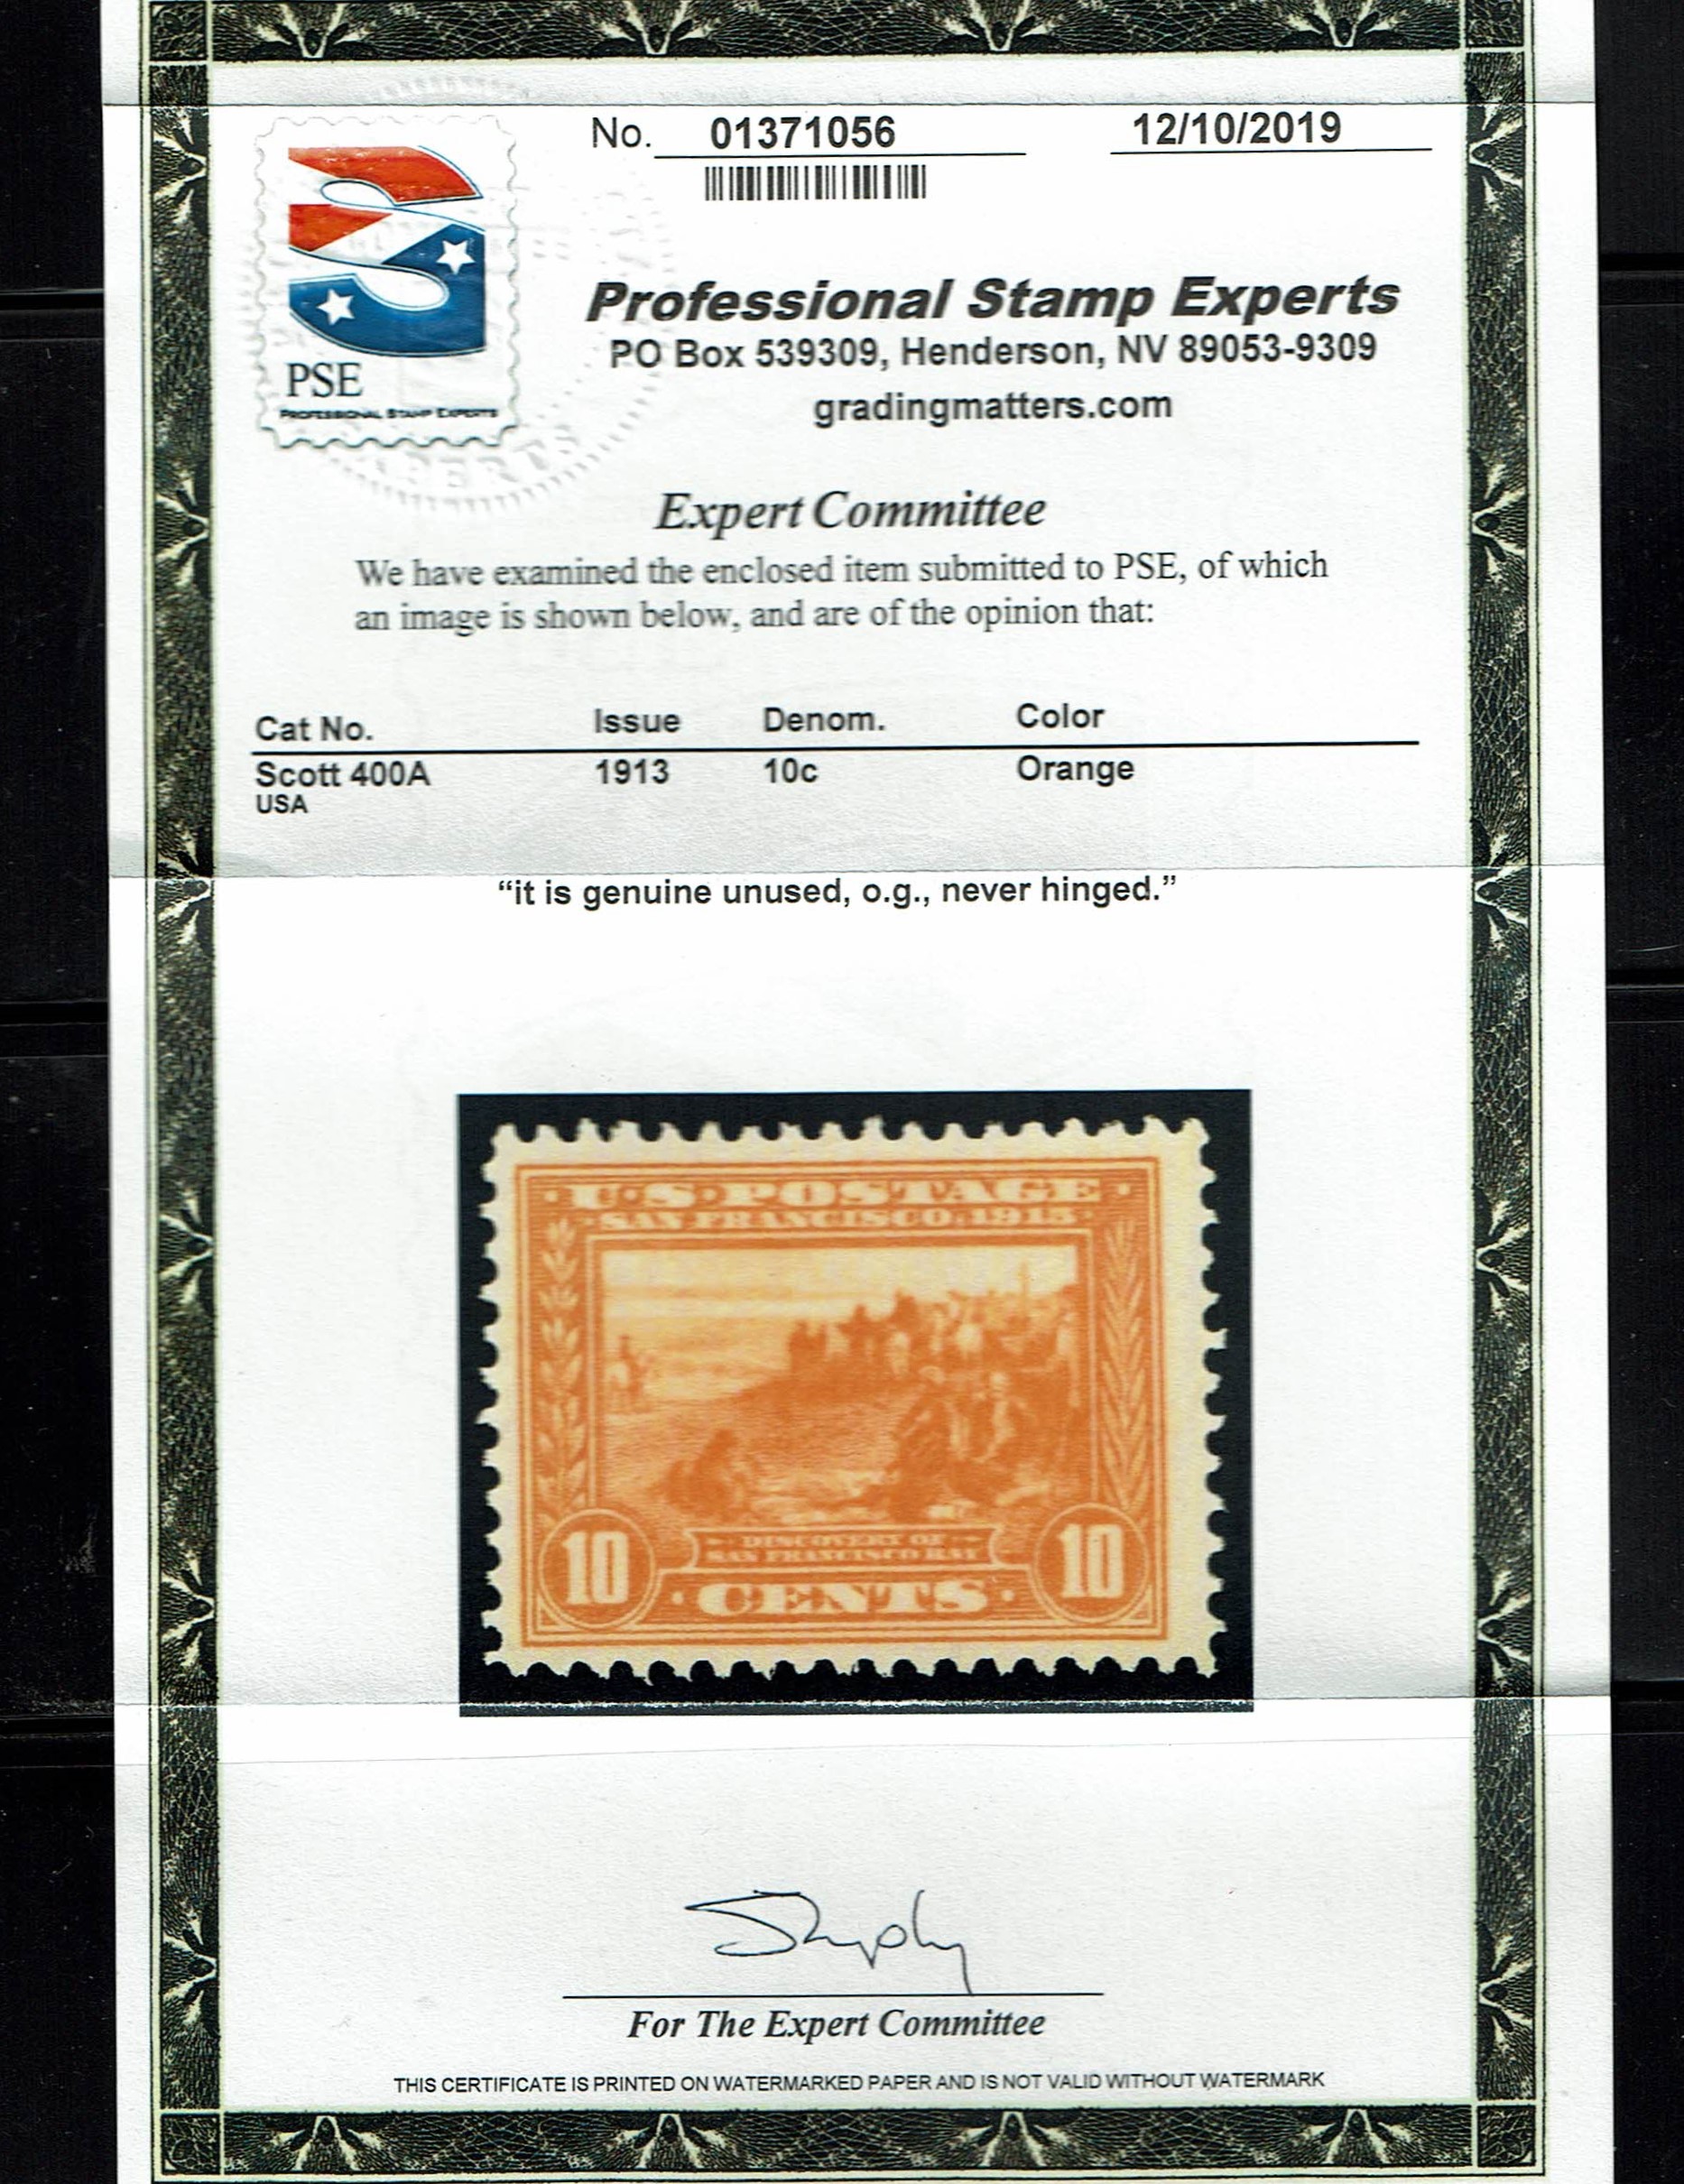 No. 01371056 12/10/2019
PSE
PROFESSIONAL STAMP EXPERTS
Professional Stamp Experts
PO Box 539309, Henderson, NV 89053-9309
gradingmatters.com
EXPERTS
Expert Committee
We have examined the enclosed item submitted to PSE, of which
an image is shown below, and are of the opinion that:
Cat No. Issue Denom. Color
Scott 400A 1913 10c Orange
USA
“it is genuine unused, o.g., never hinged.”
· U·S·POSTAGE ·
· SAN FRANCISCO, 1915 ·
DISCOVERY OF
SAN FRANCISCO BAY
10 · CENTS · 10
For The Expert Committee
THIS CERTIFICATE IS PRINTED ON WATERMARKED PAPER AND IS NOT VALID WITHOUT WATERMARK